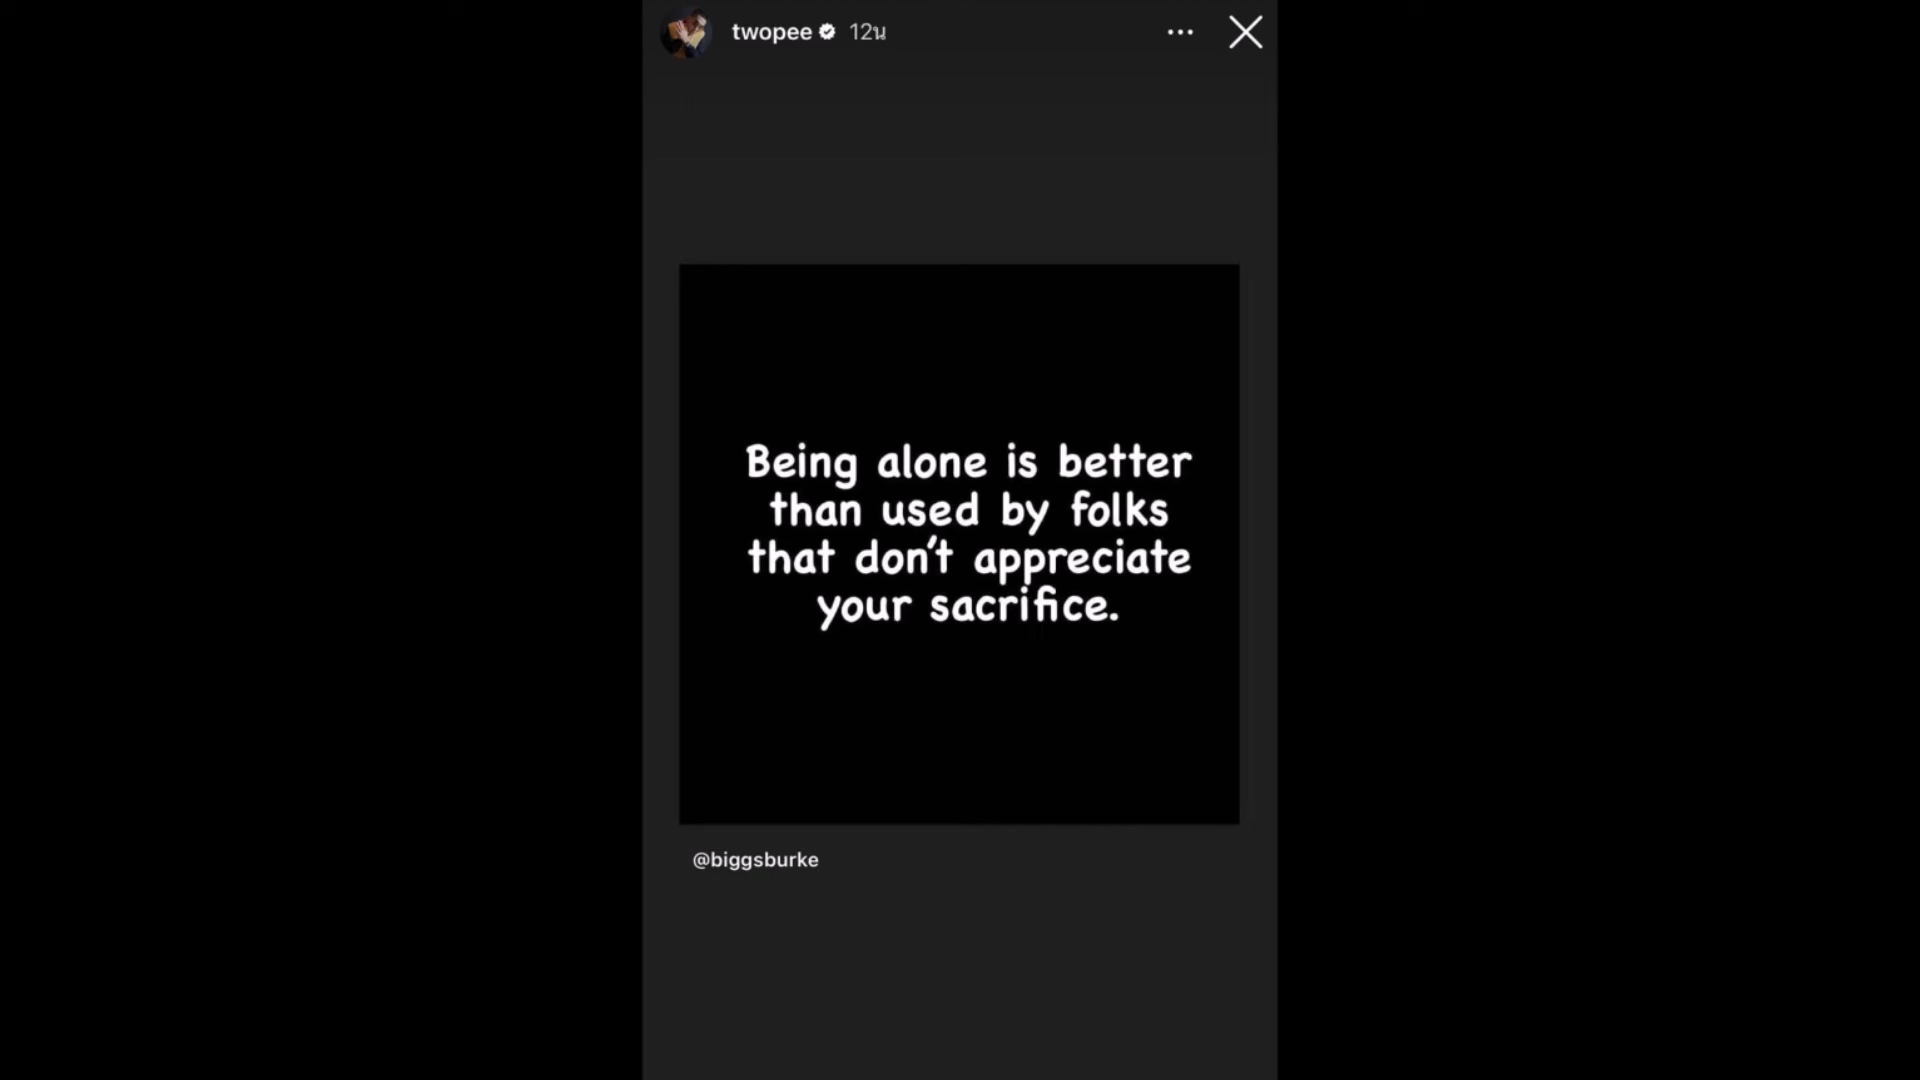 twopee 12น
Being alone is better
than used by folks
that don't appreciate
your sacrifice.
@biggsburke